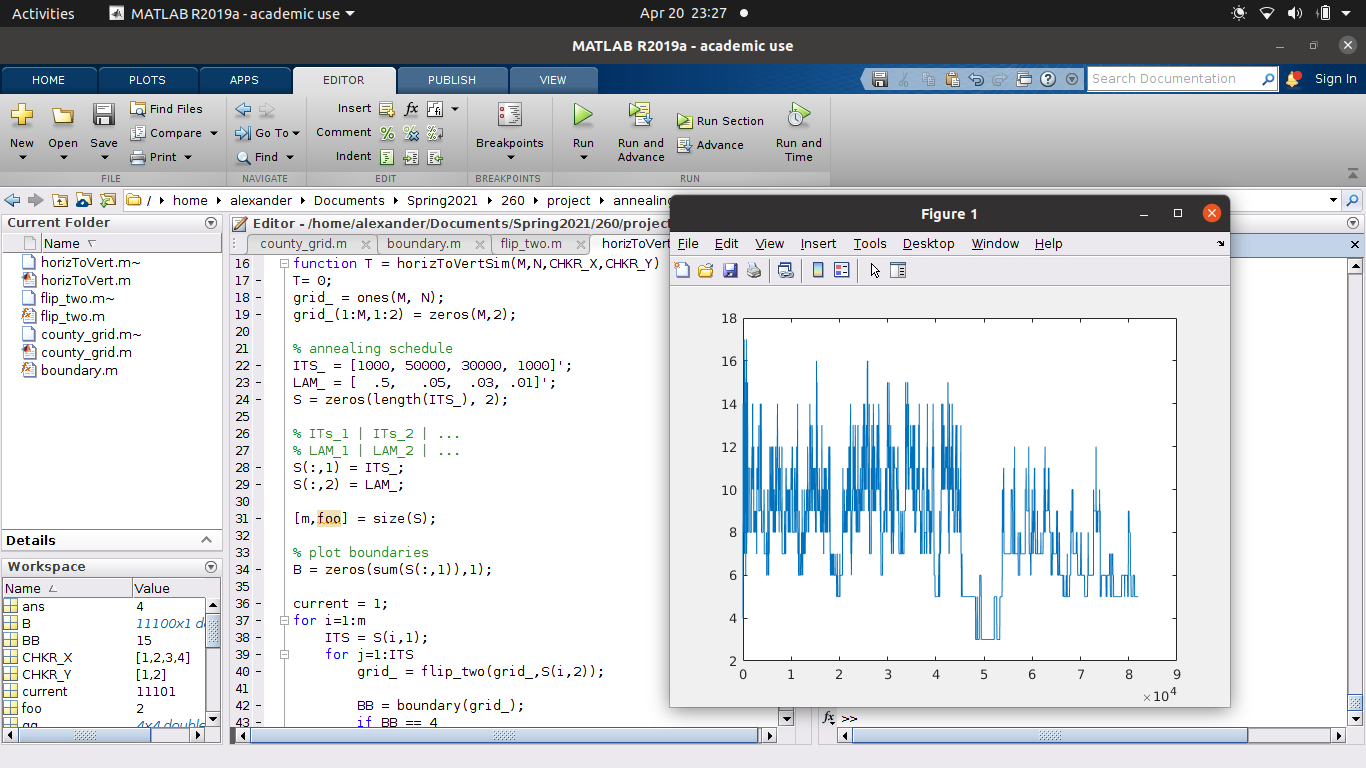 Activities MATLAB R2019a - academic use Apr 20 23:27
MATLAB R2019a - academic use
HOME PLOTS APPS EDITOR PUBLISH VIEW Search Documentation Sign In
New Open Save Find Files Compare Print
FILE
Go To Find
NAVIGATE
Insert fx
Comment
Indent
EDIT
Breakpoints
BREAKPOINTS
Run Run and Advance Run Section Advance Run and Time
RUN
/ home alexander Documents Spring2021 260 project annealing
Current Folder
Name
horizToVert.m~
horizToVert.m
flip_two.m~
flip_two.m
county_grid.m~
county_grid.m
boundary.m
Details
Workspace
Name Value
ans 4
B 11100x1 do
BB 15
CHKR_X [1,2,3,4]
CHKR_Y [1,2]
current 11101
foo 2
gg 4x4 double
Editor - /home/alexander/Documents/Spring2021/260/project
county_grid.m boundary.m flip_two.m horizToVert
16 function T = horizToVertSim(M,N,CHKR_X,CHKR_Y)
17 - T= 0;
18 - grid_ = ones(M, N);
19 - grid_(1:M,1:2) = zeros(M,2);
20
21 % annealing schedule
22 - ITS_ = [1000, 50000, 30000, 1000]';
23 - LAM_ = [ .5, .05, .03, .01]';
24 - S = zeros(length(ITS_), 2);
25
26 % ITs_1 | ITs_2 | ...
27 % LAM_1 | LAM_2 | ...
28 - S(:,1) = ITS_;
29 - S(:,2) = LAM_;
30
31 - [m,foo] = size(S);
32
33 % plot boundaries
34 - B = zeros(sum(S(:,1)),1);
35
36 - current = 1;
37 - for i=1:m
38 - ITS = S(i,1);
39 - for j=1:ITS
40 - grid_ = flip_two(grid_,S(i,2));
41
42 - BB = boundary(grid_);
43 - if BB == 4
Figure 1
File Edit View Insert Tools Desktop Window Help
18
16
14
12
10
8
6
4
2
0 1 2 3 4 5 6 7 8 9
×10^4
fx >>